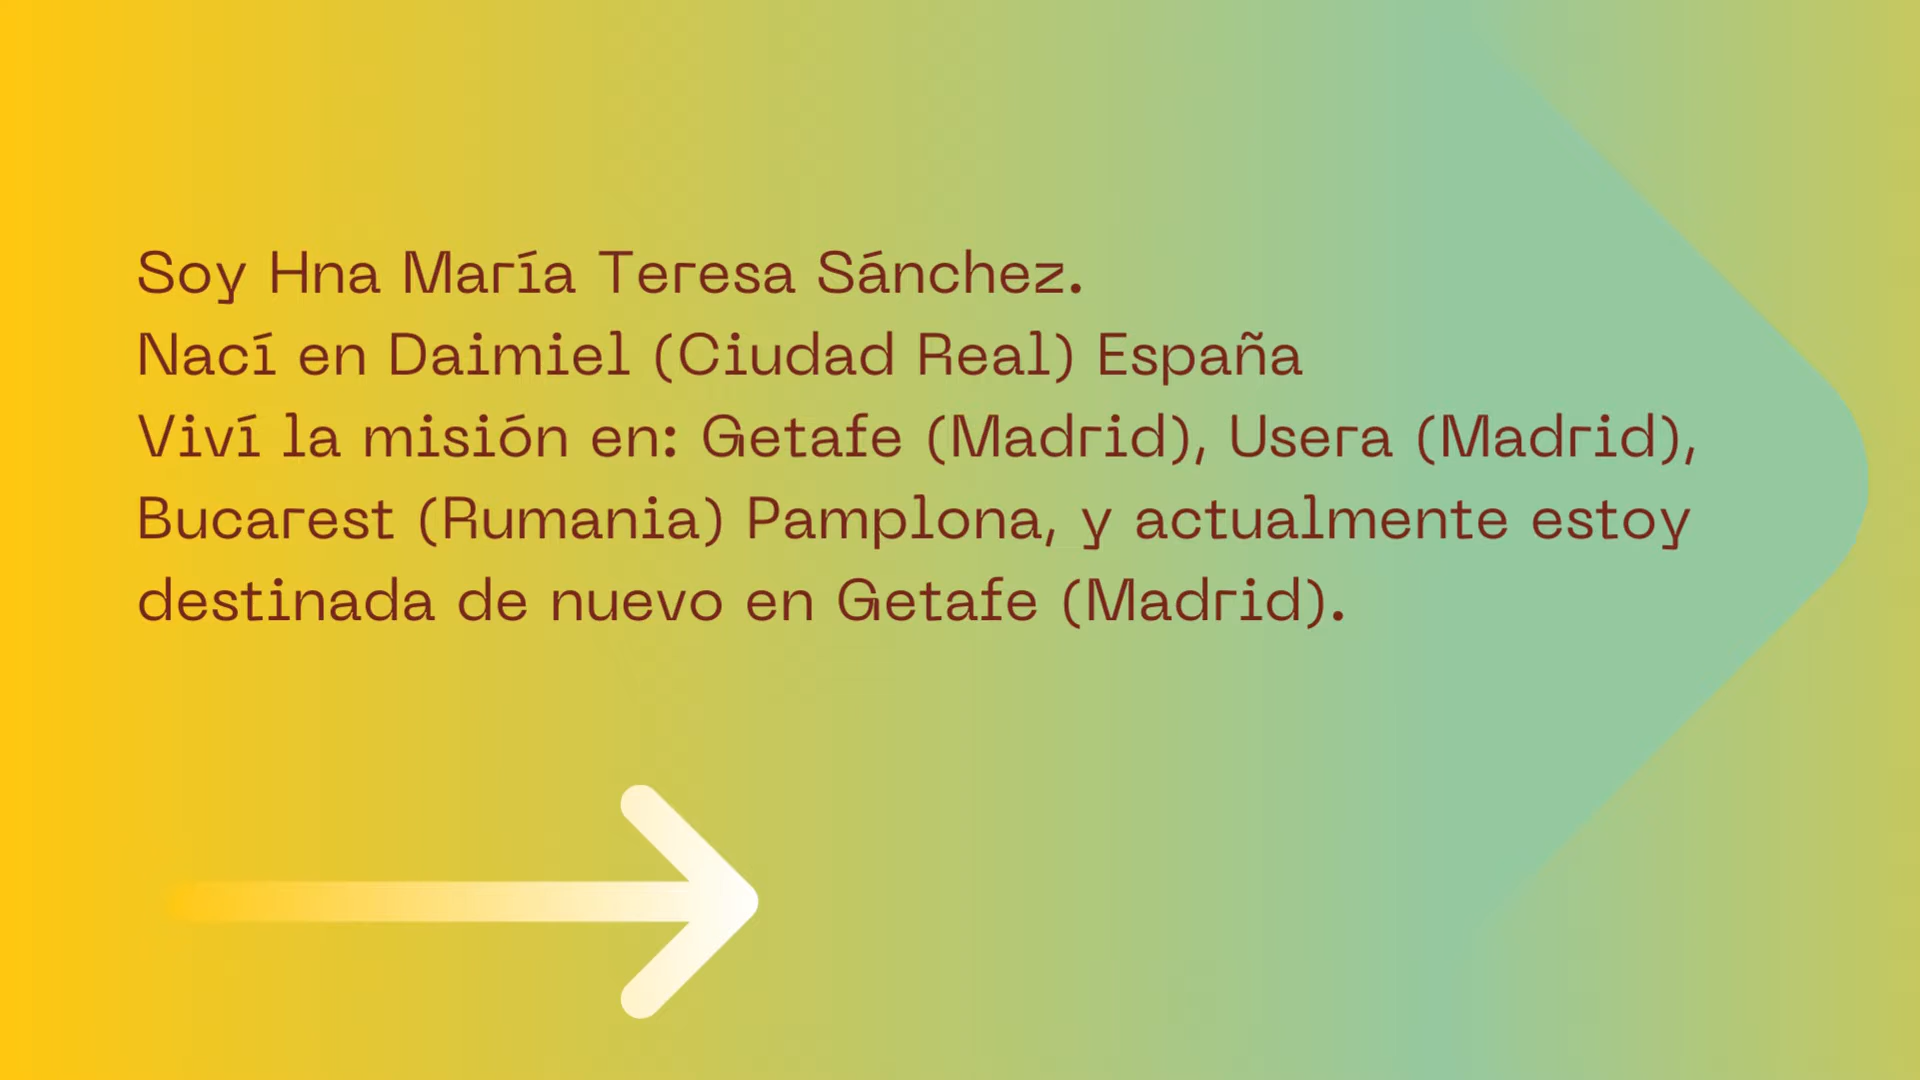 Soy Hna María Teresa Sánchez.
Nací en Daimiel (Ciudad Real) España
Viví la misión en: Getafe (Madrid), Usera (Madrid),
Bucarest (Rumania) Pamplona, y actualmente estoy
destinada de nuevo en Getafe (Madrid).